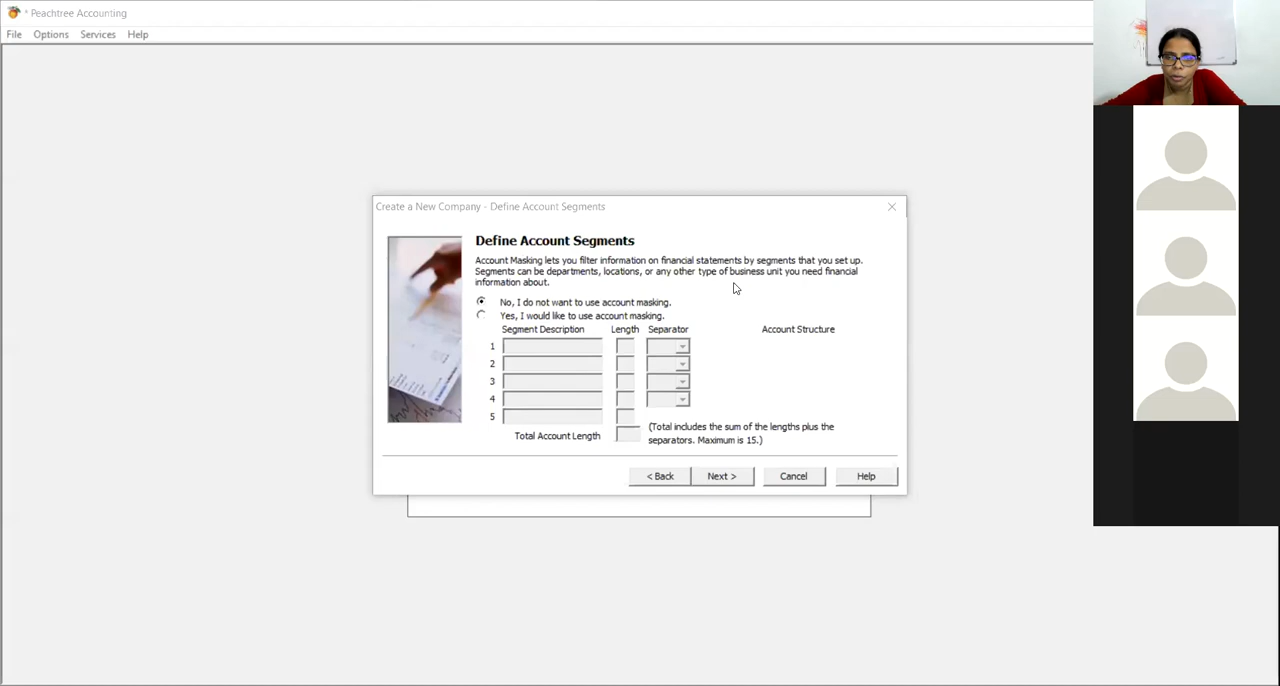 * Peachtree Accounting
File Options Services Help
Create a New Company - Define Account Segments
Define Account Segments
Account Masking lets you filter information on financial statements by segments that you set up.
Segments can be departments, locations, or any other type of business unit you need financial
information about.
No, I do not want to use account masking.
Yes, I would like to use account masking.
Segment Description Length Separator Account Structure
1
2
3
4
5
Total Account Length
(Total includes the sum of the lengths plus the
separators. Maximum is 15.)
< Back Next > Cancel Help